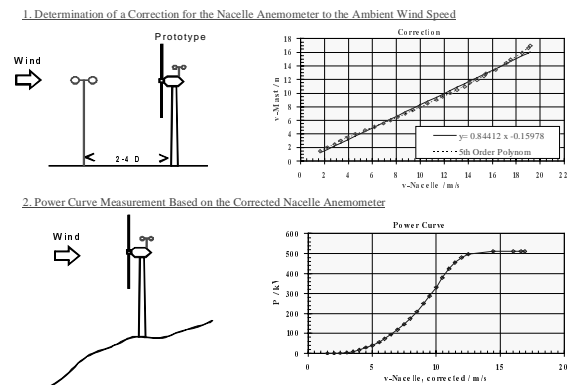 1. Determination of a Correction for the Nacelle Anemometer to the Ambient Wind Speed
Prototype
Wind
2-4 D
Correction
18
16
14
12
10
8
6
4
2
0
v-Mast / m
y= 0.84412 x -0.15978
5th Order Polynom
0 2 4 6 8 10 12 14 16 18 20 22
v-Nacelle / m/s
2. Power Curve Measurement Based on the Corrected Nacelle Anemometer
Wind
Power Curve
600
500
400
300
200
100
0
P / k
0 5 10 15 20
v-Nacelle, corrected / m/s